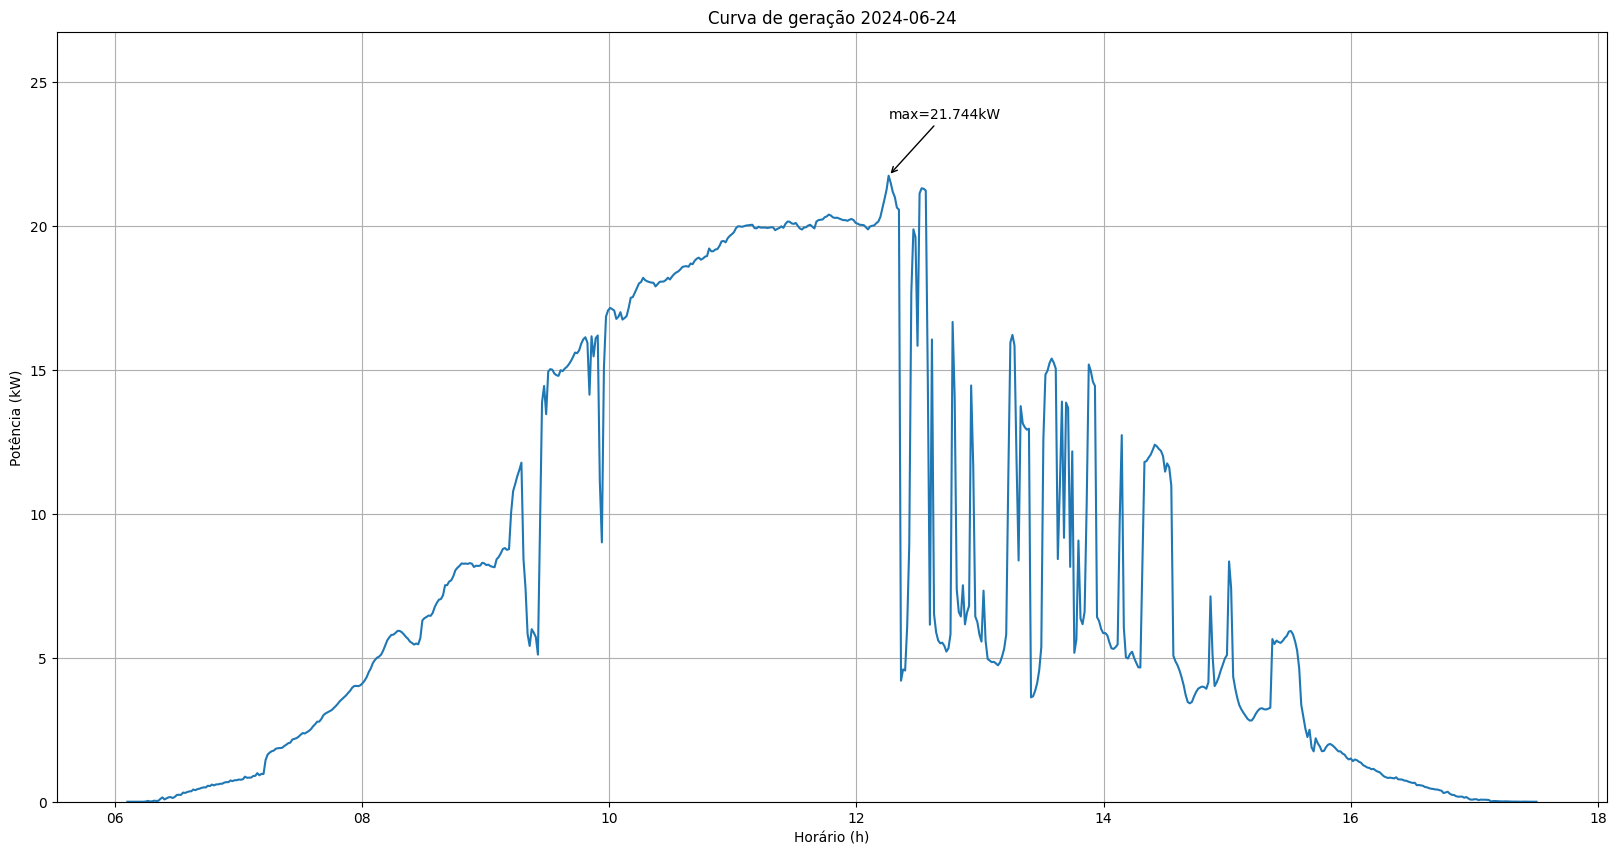 Curva de geração 2024-06-24
25
max=21.744kW
20
15
Potência (kW)
10
5
0
06 08 10 12 14 16 18
Horário (h)